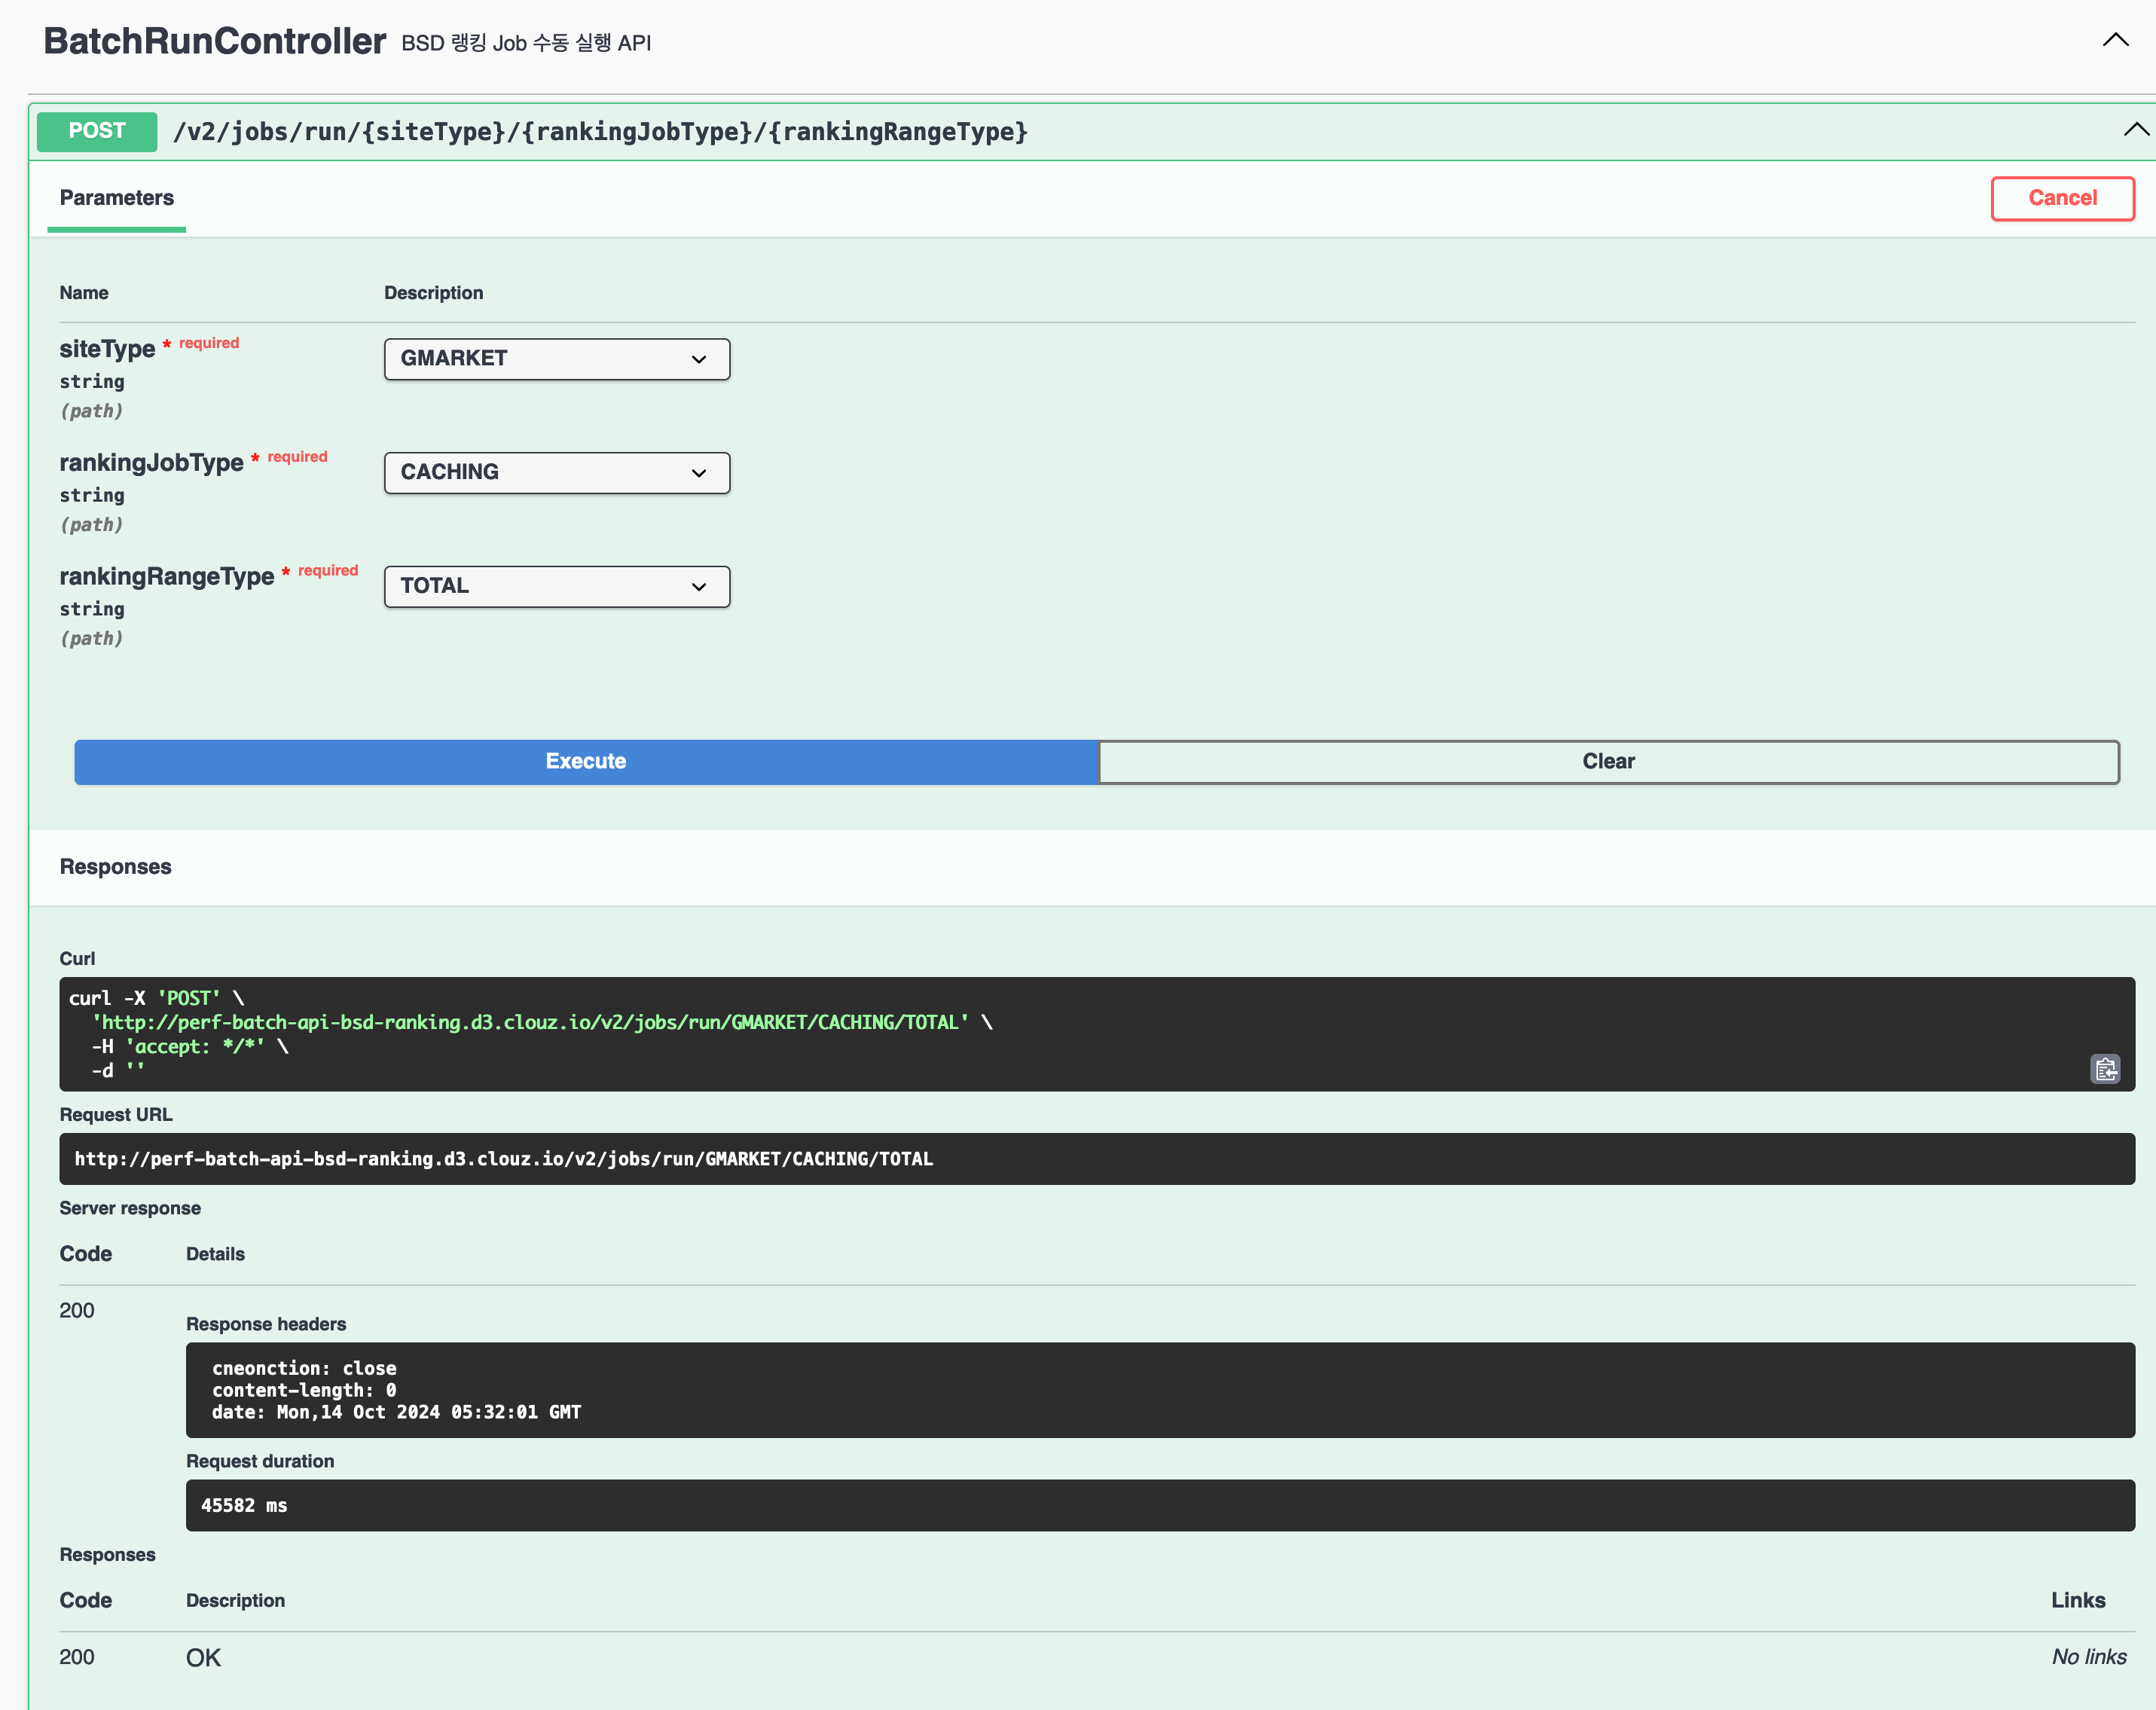 BatchRunController BSD 랭킹 Job 수동 실행 API
POST /v2/jobs/run/{siteType}/{rankingJobType}/{rankingRangeType}
Parameters
Cancel
Name Description
siteType * required
string
(path)
GMARKET
rankingJobType * required
string
(path)
CACHING
rankingRangeType * required
string
(path)
TOTAL
Execute
Clear
Responses
Curl
curl -X 'POST' \
'http://perf-batch-api-bsd-ranking.d3.clouz.io/v2/jobs/run/GMARKET/CACHING/TOTAL' \
-H 'accept: */*' \
-d ''
Request URL
http://perf-batch-api-bsd-ranking.d3.clouz.io/v2/jobs/run/GMARKET/CACHING/TOTAL
Server response
Code Details
200
Response headers
cneonction: close
content-length: 0
date: Mon,14 Oct 2024 05:32:01 GMT
Request duration
45582 ms
Responses
Code Description Links
200 OK No links